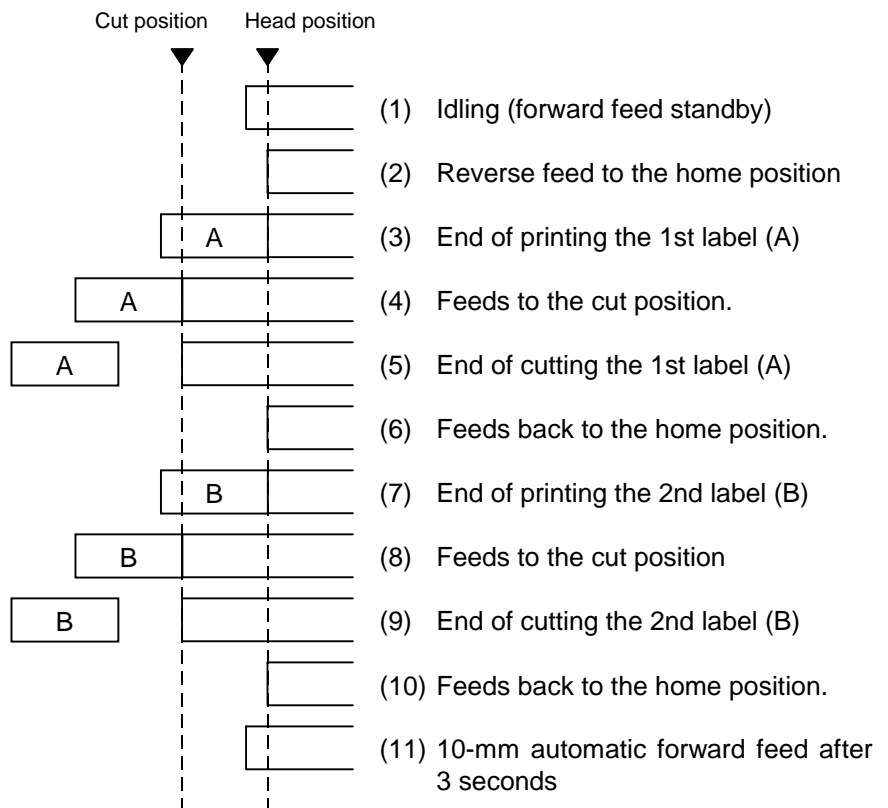 Cut position Head position
(1) Idling (forward feed standby)
(2) Reverse feed to the home position
A (3) End of printing the 1st label (A)
A (4) Feeds to the cut position.
A (5) End of cutting the 1st label (A)
(6) Feeds back to the home position.
B (7) End of printing the 2nd label (B)
B (8) Feeds to the cut position
B (9) End of cutting the 2nd label (B)
(10) Feeds back to the home position.
(11) 10-mm automatic forward feed after
3 seconds